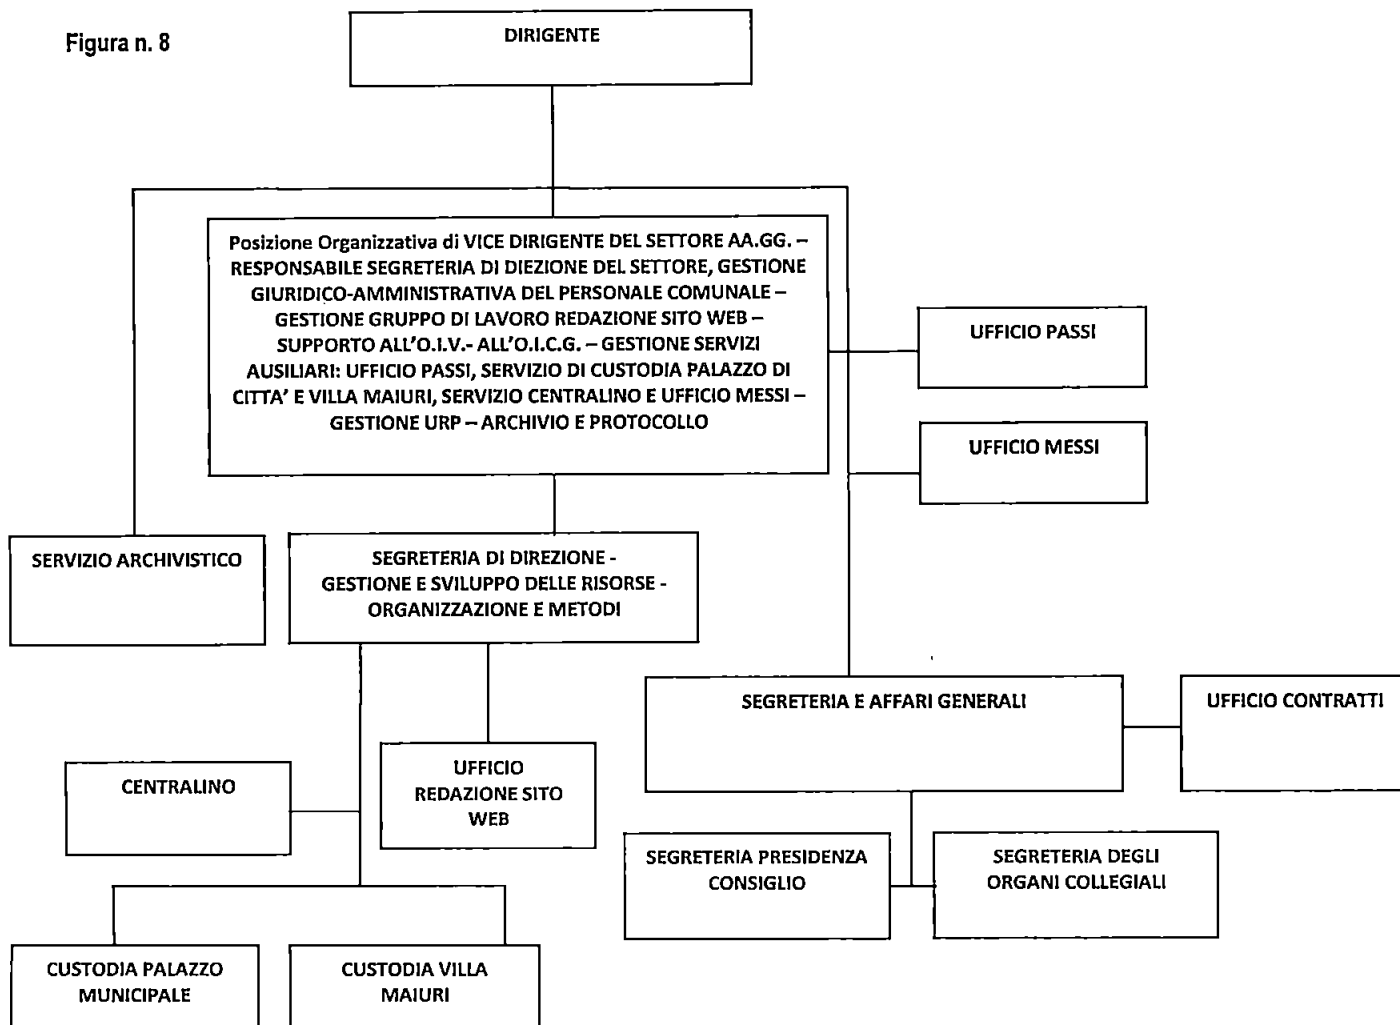 Figura n. 8
DIRIGENTE
Posizione Organizzativa di VICE DIRIGENTE DEL SETTORE AA.GG. –
RESPONSABILE SEGRETERIA DI DIEZIONE DEL SETTORE, GESTIONE
GIURIDICO-AMMINISTRATIVA DEL PERSONALE COMUNALE –
GESTIONE GRUPPO DI LAVORO REDAZIONE SITO WEB –
SUPPORTO ALL'O.I.V.- ALL'O.I.C.G. – GESTIONE SERVIZI
AUSILIARI: UFFICIO PASSI, SERVIZIO DI CUSTODIA PALAZZO DI
CITTA' E VILLA MAIURI, SERVIZIO CENTRALINO E UFFICIO MESSI –
GESTIONE URP – ARCHIVIO E PROTOCOLLO
UFFICIO PASSI
UFFICIO MESSI
SERVIZIO ARCHIVISTICO
SEGRETERIA DI DIREZIONE -
GESTIONE E SVILUPPO DELLE RISORSE -
ORGANIZZAZIONE E METODI
SEGRETERIA E AFFARI GENERALI
UFFICIO CONTRATTI
CENTRALINO
UFFICIO
REDAZIONE SITO
WEB
SEGRETERIA PRESIDENZA
CONSIGLIO
SEGRETERIA DEGLI
ORGANI COLLEGIALI
CUSTODIA PALAZZO
MUNICIPALE
CUSTODIA VILLA
MAIURI